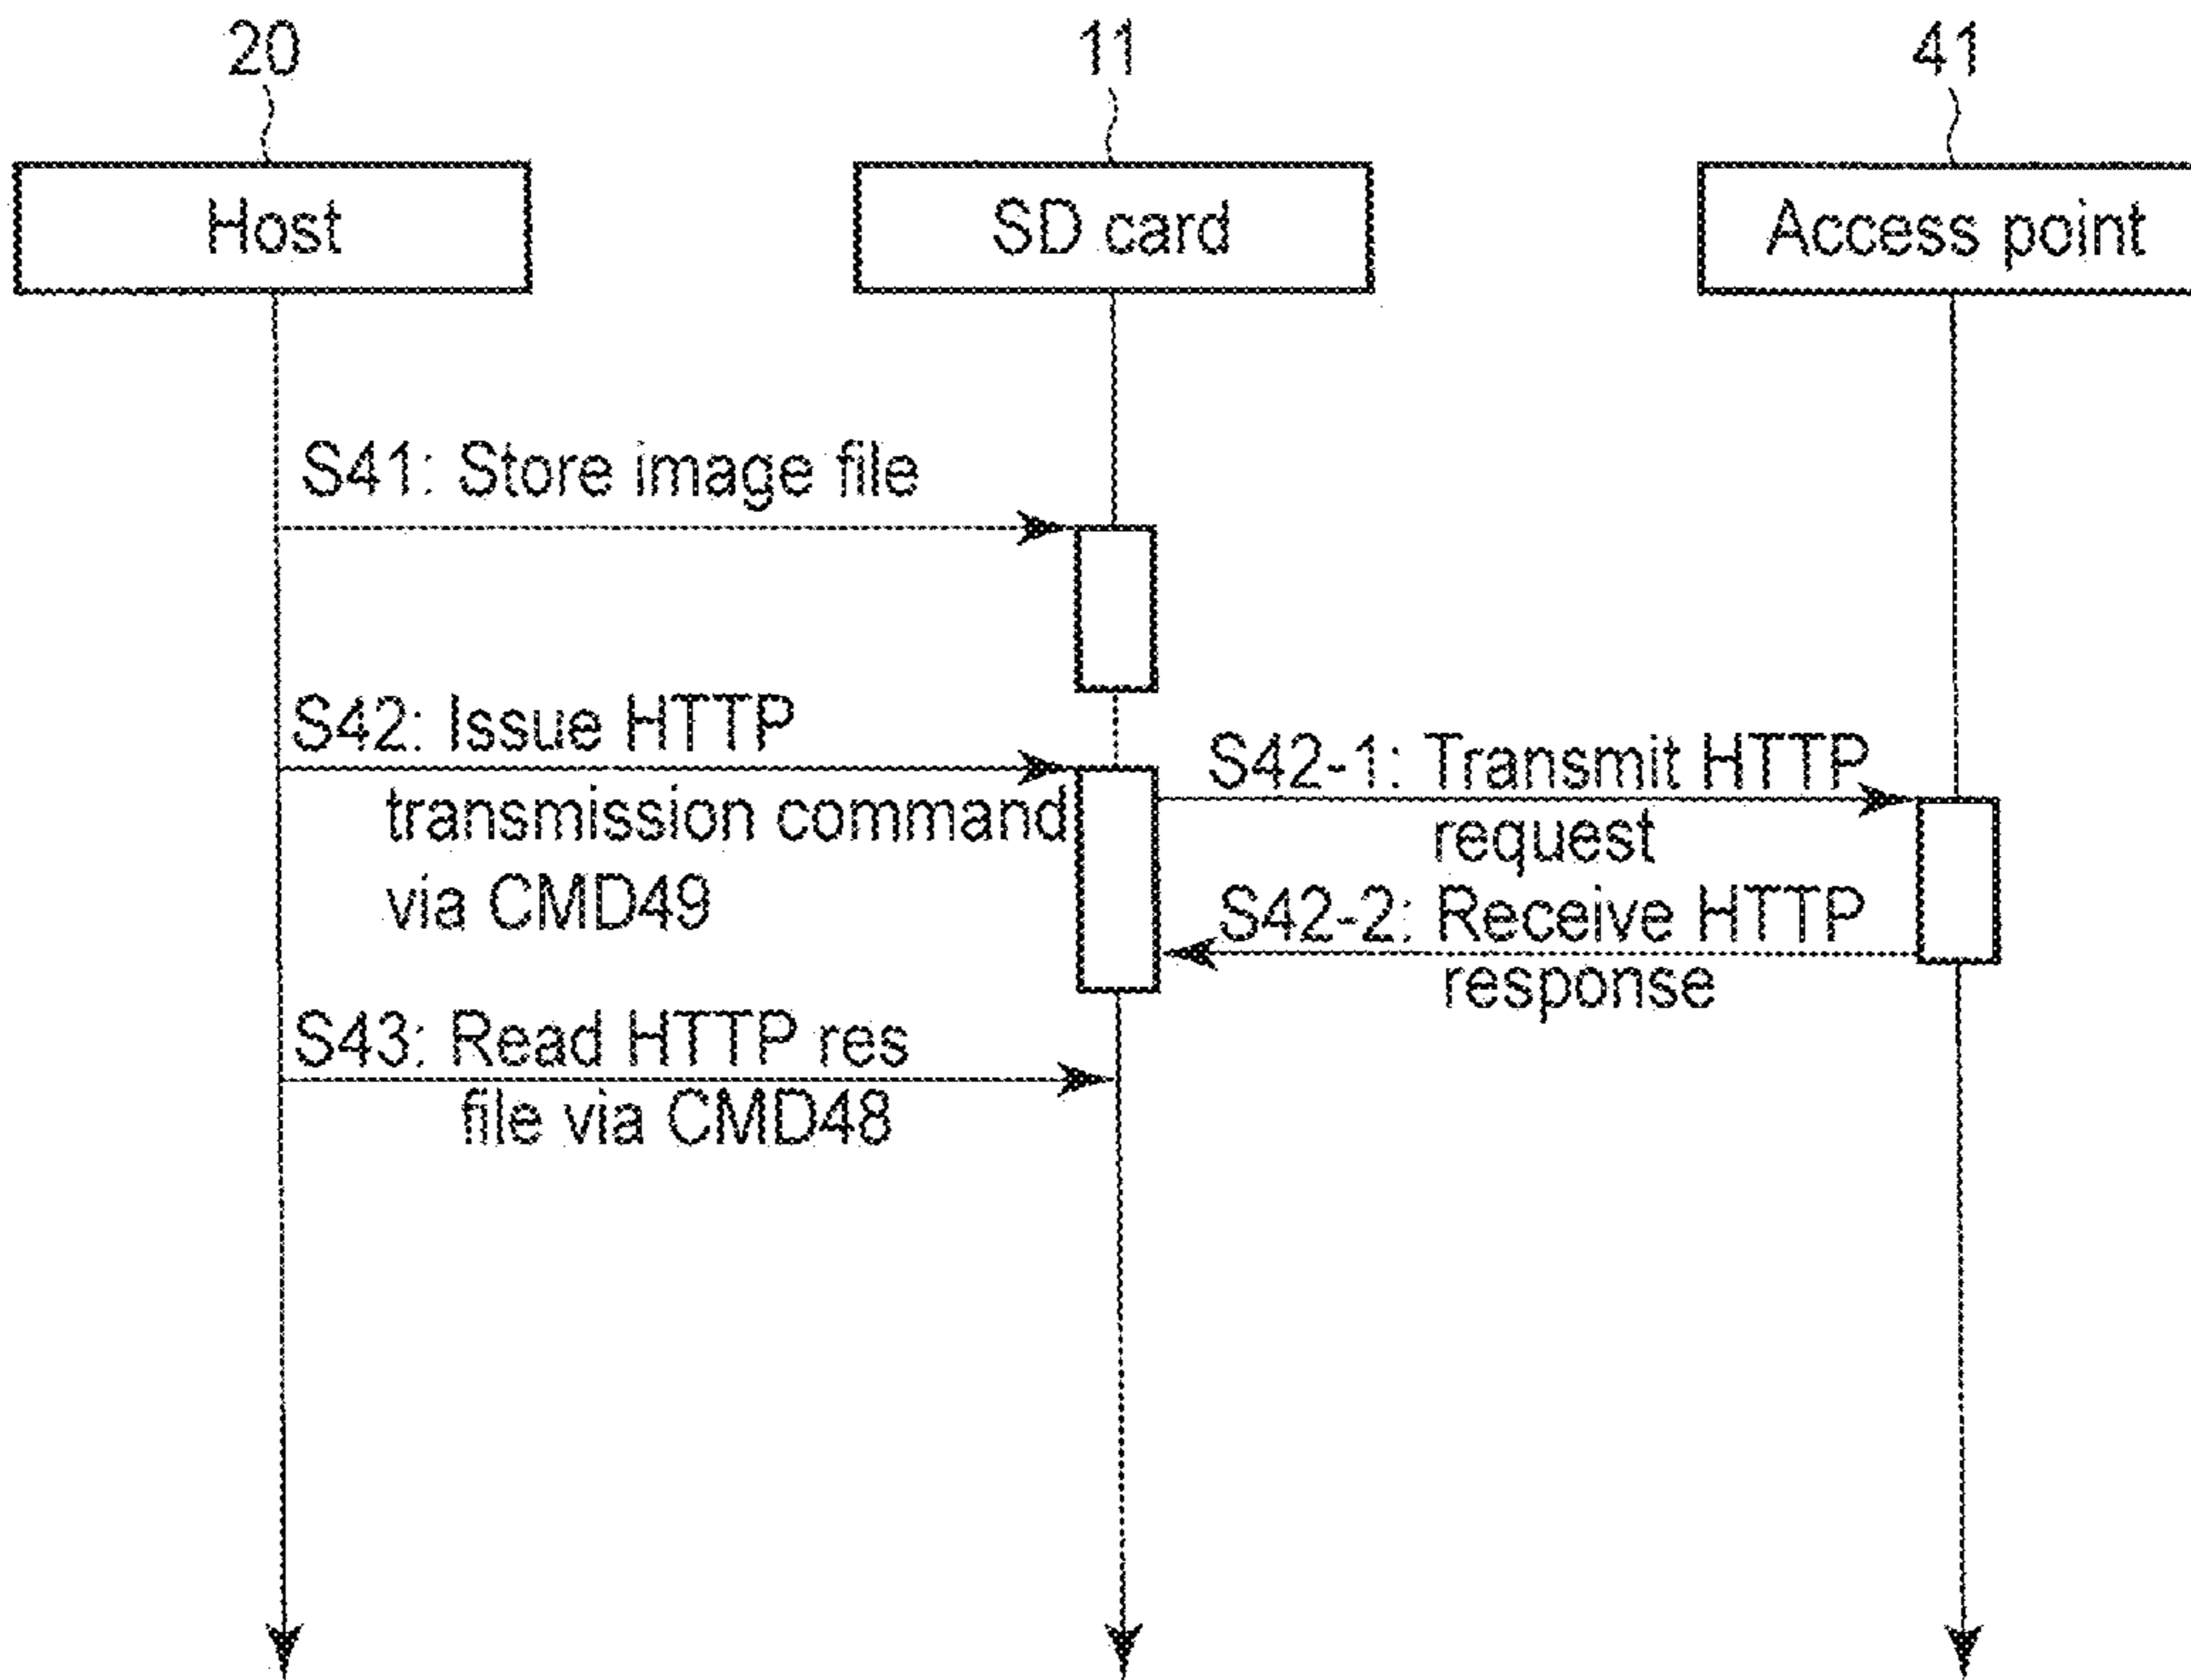 20
11
41
Host
SD card
Access point
S41: Store image file
S42: Issue HTTP
transmission command
via CMD49
S42-1: Transmit HTTP
request
S42-2: Receive HTTP
response
S43: Read HTTP res
file via CMD48